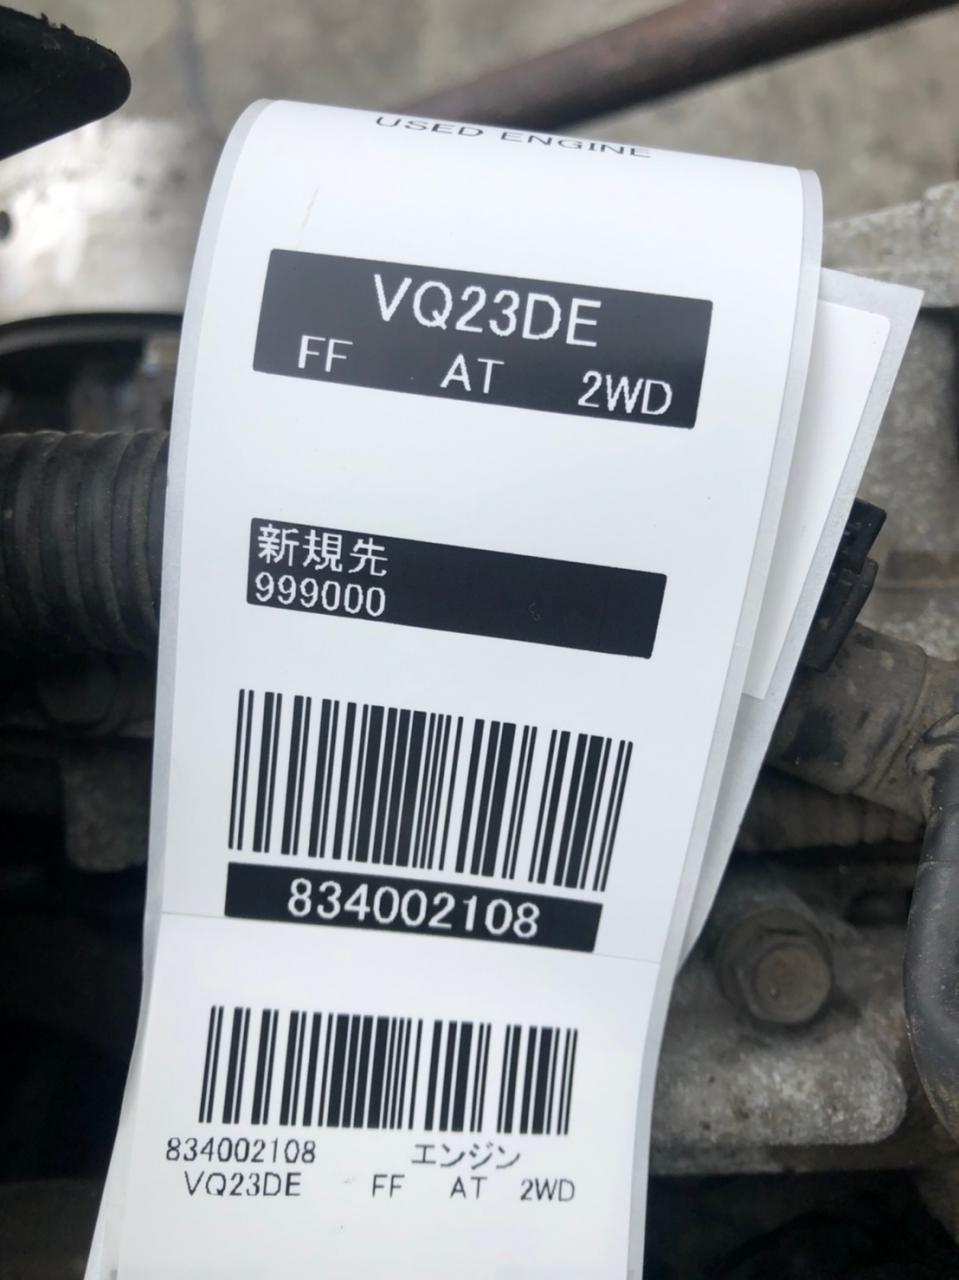 USED ENGINE
VQ23DE
FF AT 2WD
新規先
999000
834002108
834002108 エンジン
VQ23DE FF AT 2WD